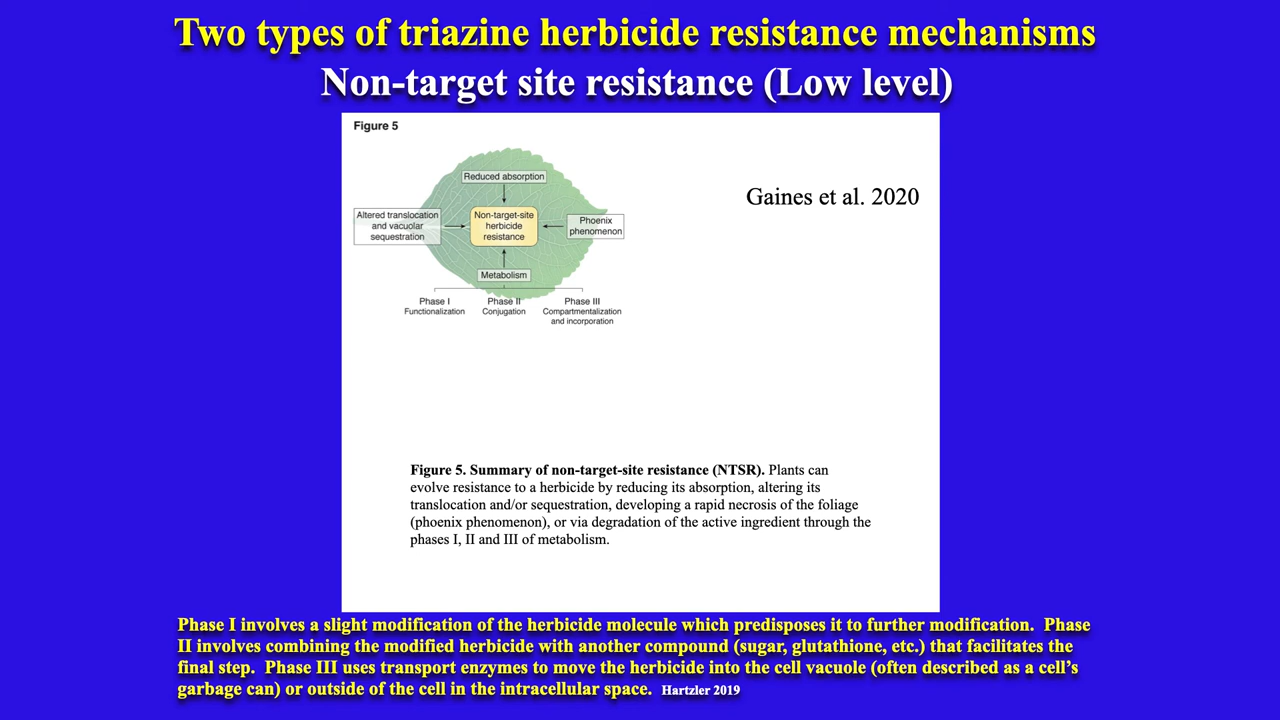 Two types of triazine herbicide resistance mechanisms
Non-target site resistance (Low level)
Figure 5
Gaines et al. 2020
Reduced absorption
Altered translocation
and vacuolar
sequestration
Non-target-site
herbicide
resistance
Phoenix
phenomenon
Metabolism
Phase I
Functionalization
Phase II
Conjugation
Phase III
Compartmentalization
and incorporation
Figure 5. Summary of non-target-site resistance (NTSR). Plants can
evolve resistance to a herbicide by reducing its absorption, altering its
translocation and/or sequestration, developing a rapid necrosis of the foliage
(phoenix phenomenon), or via degradation of the active ingredient through the
phases I, II and III of metabolism.
Phase I involves a slight modification of the herbicide molecule which predisposes it to further modification.  Phase
II involves combining the modified herbicide with another compound (sugar, glutathione, etc.) that facilitates the
final step.  Phase III uses transport enzymes to move the herbicide into the cell vacuole (often described as a cell's
garbage can) or outside of the cell in the intracellular space.  Hartzler 2019